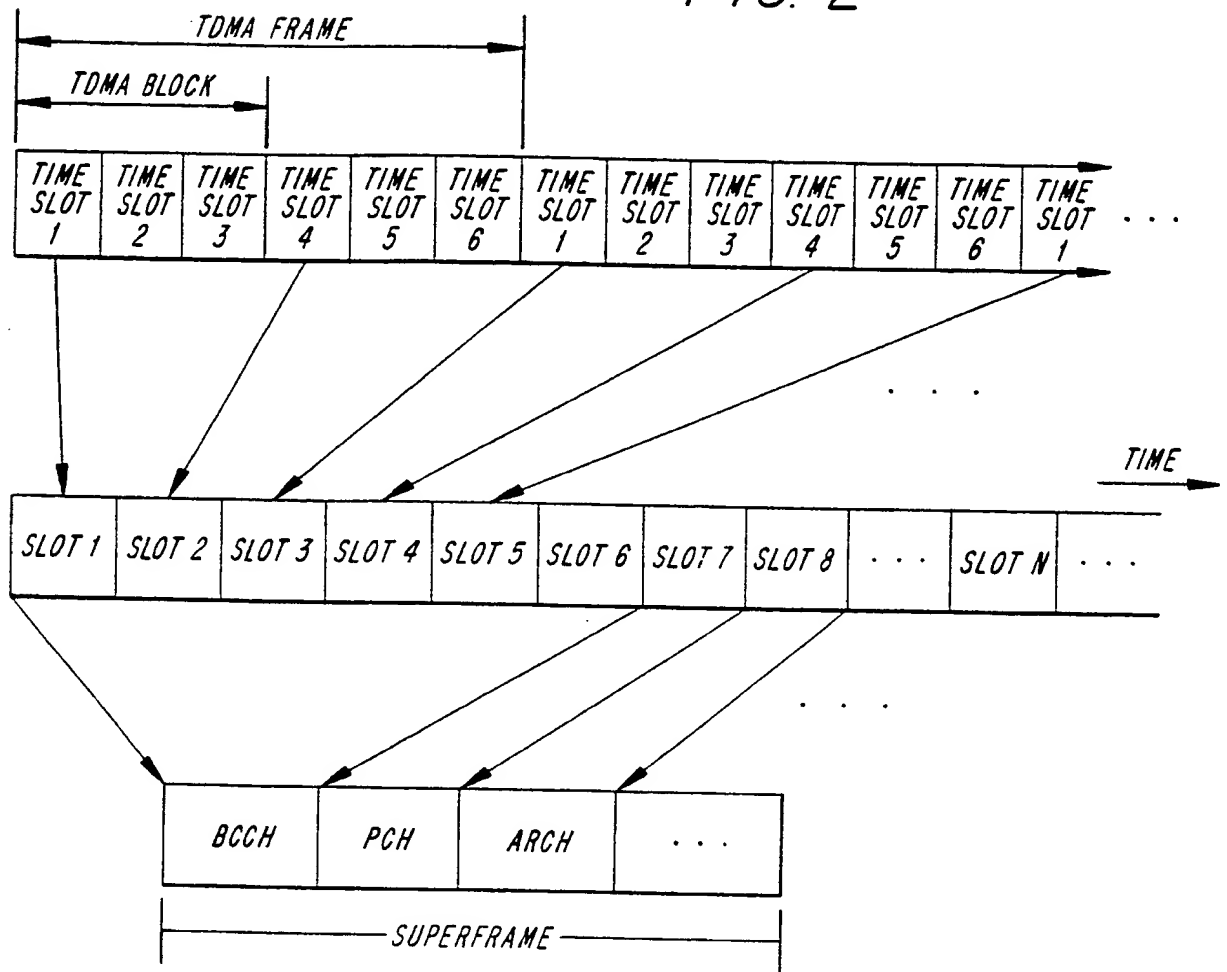 FIG. 2
TDMA FRAME
TDMA BLOCK
TIME SLOT 1 TIME SLOT 2 TIME SLOT 3 TIME SLOT 4 TIME SLOT 5 TIME SLOT 6 TIME SLOT 1 TIME SLOT 2 TIME SLOT 3 TIME SLOT 4 TIME SLOT 5 TIME SLOT 6 TIME SLOT 1 . . .
. . .
TIME
SLOT 1 SLOT 2 SLOT 3 SLOT 4 SLOT 5 SLOT 6 SLOT 7 SLOT 8 . . . SLOT N . . .
. . .
BCCH PCH ARCH . . .
SUPERFRAME